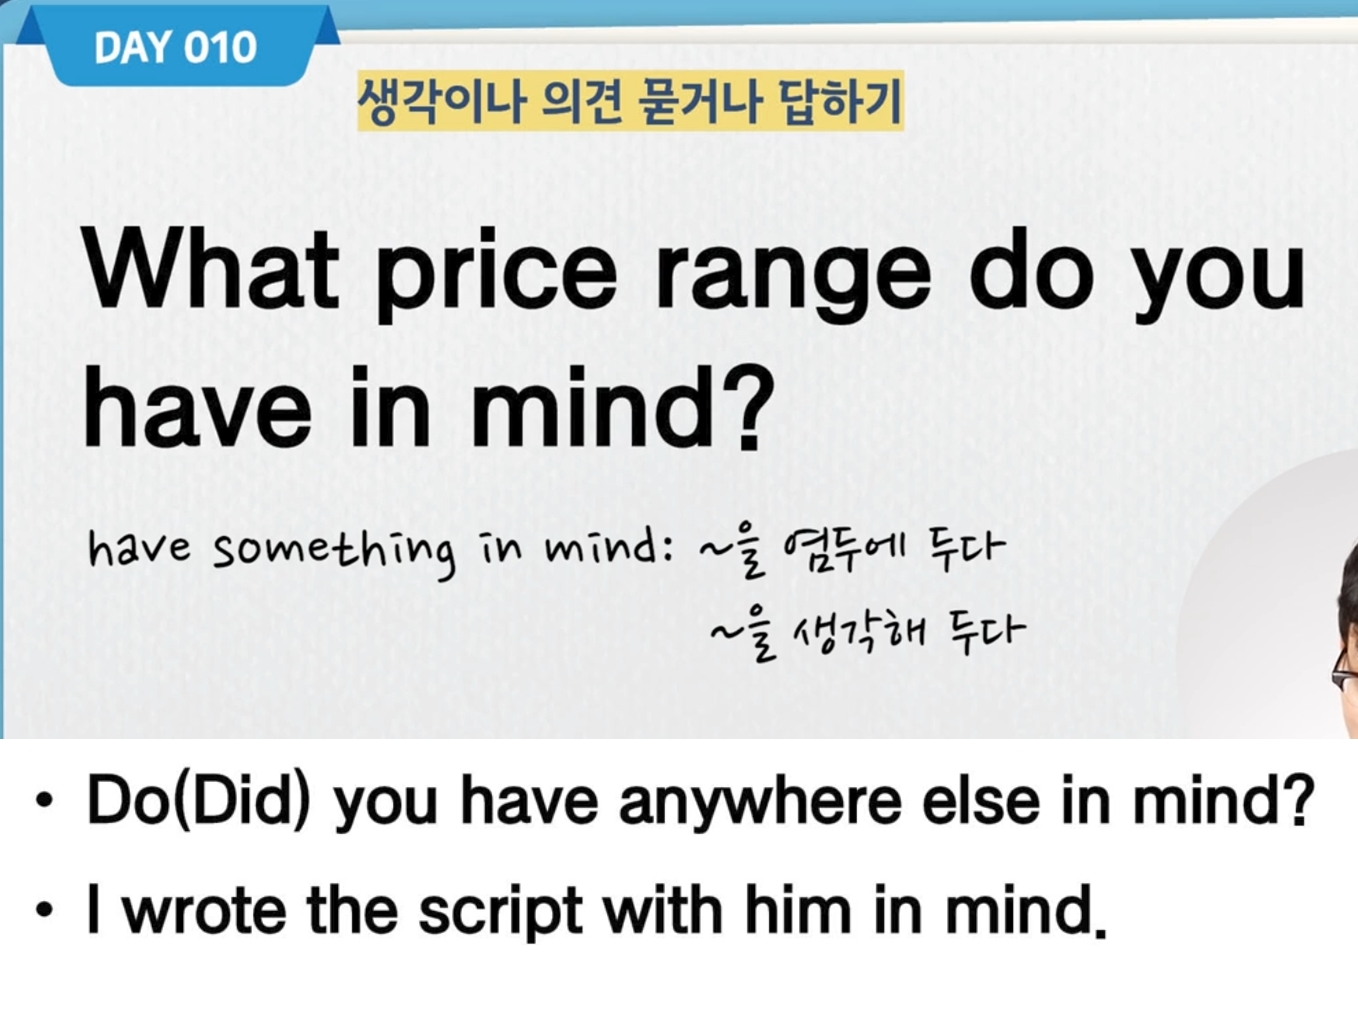 DAY 010
생각이나 의견 묻거나 답하기
What price range do you
have in mind?
have something in mind: ~을 염두에 두다
~을 생각해 두다
• Do(Did) you have anywhere else in mind?
• I wrote the script with him in mind.